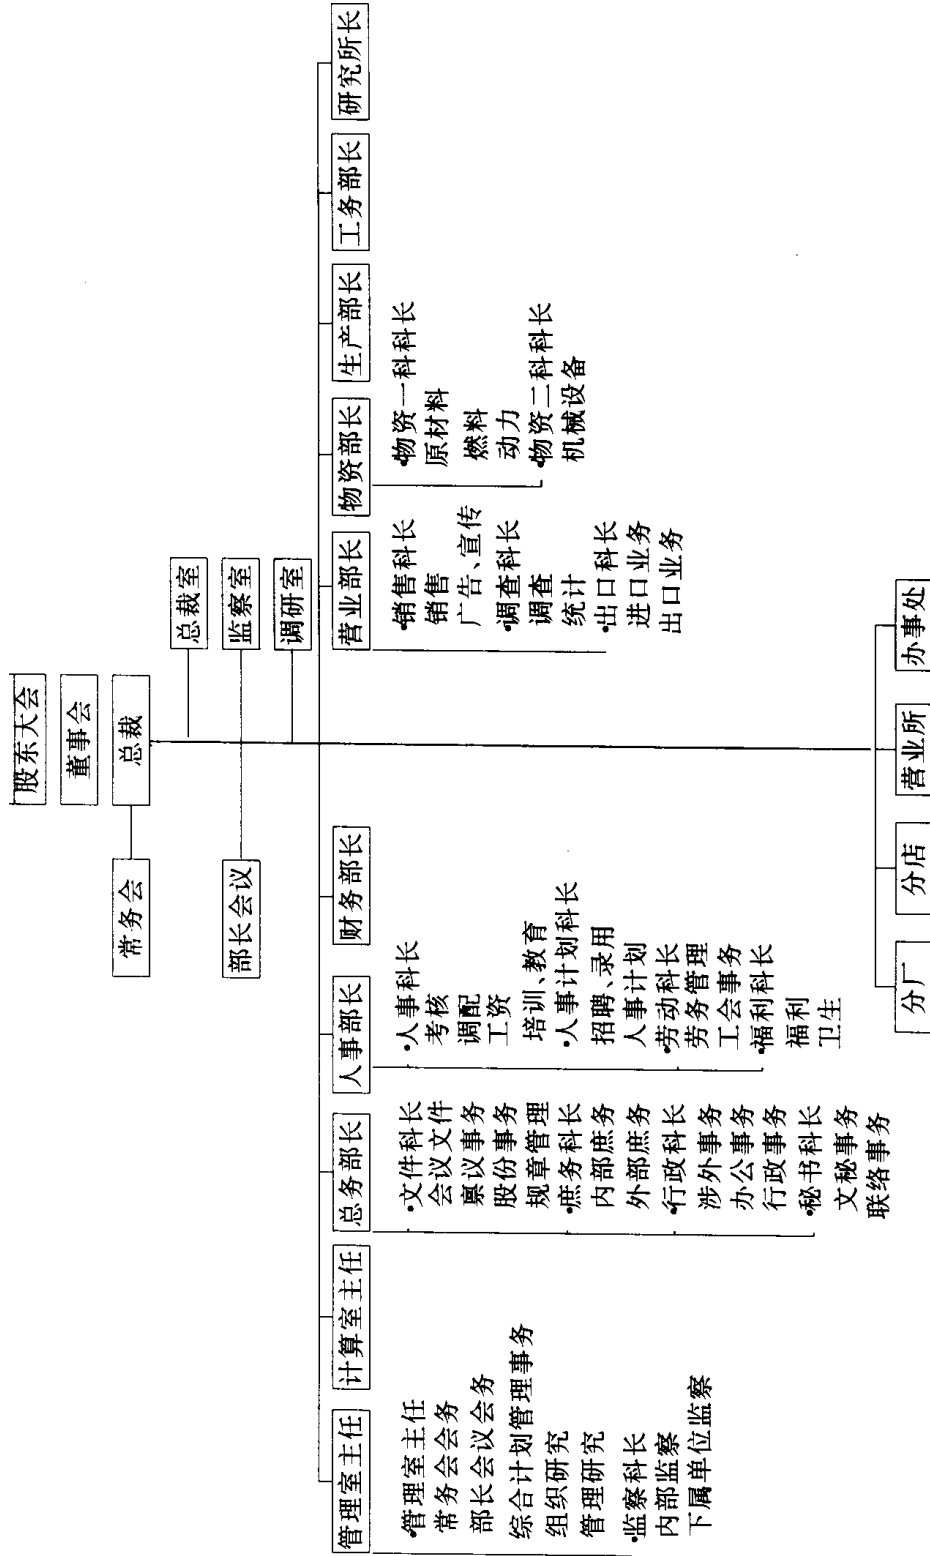 股东大会
董事会
总裁
常务会
总裁室
监察室
部长会议
调研室
管理室主任
•管理室主任
常务会会务
部长会议会务
综合计划管理事务
组织研究
管理研究
•监察科长
内部监察
下属单位监察
计算室主任
总务部长
•文件科长
会议文件
禀议事务
股份事务
规章管理
•庶务科长
内部庶务
外部庶务
•行政科长
涉外事务
办公事务
行政事务
•秘书科长
文秘事务
联络事务
人事部长
•人事科长
考核
调配
工资
培训、教育
•人事计划科长
招聘、录用
人事计划
•劳动科长
劳务管理
工会事务
•福利科长
福利
卫生
财务部长
营业部长
•销售科长
销售
广告、宣传
•调查科长
调查
统计
•出口科长
进口业务
出口业务
物资部长
•物资一科科长
原材料
燃料
动力
•物资二科科长
机械设备
生产部长
工务部长
研究所长
分厂
分店
营业所
办事处